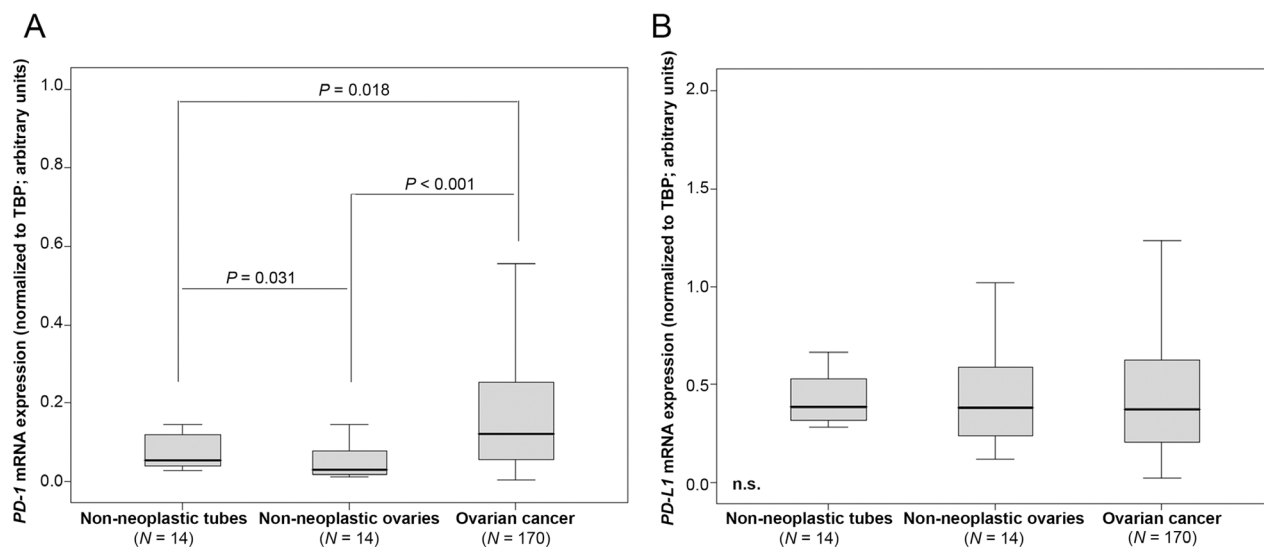 A
PD-1 mRNA expression (normalized to TBP; arbitrary units)
1.0
0.8
0.6
0.4
0.2
0.0
P = 0.018
P < 0.001
P = 0.031
Non-neoplastic tubes
(N = 14)
Non-neoplastic ovaries
(N = 14)
Ovarian cancer
(N = 170)
B
PD-L1 mRNA expression (normalized to TBP; arbitrary units)
2.0
1.5
1.0
0.5
0.0
n.s.
Non-neoplastic tubes
(N = 14)
Non-neoplastic ovaries
(N = 14)
Ovarian cancer
(N = 170)